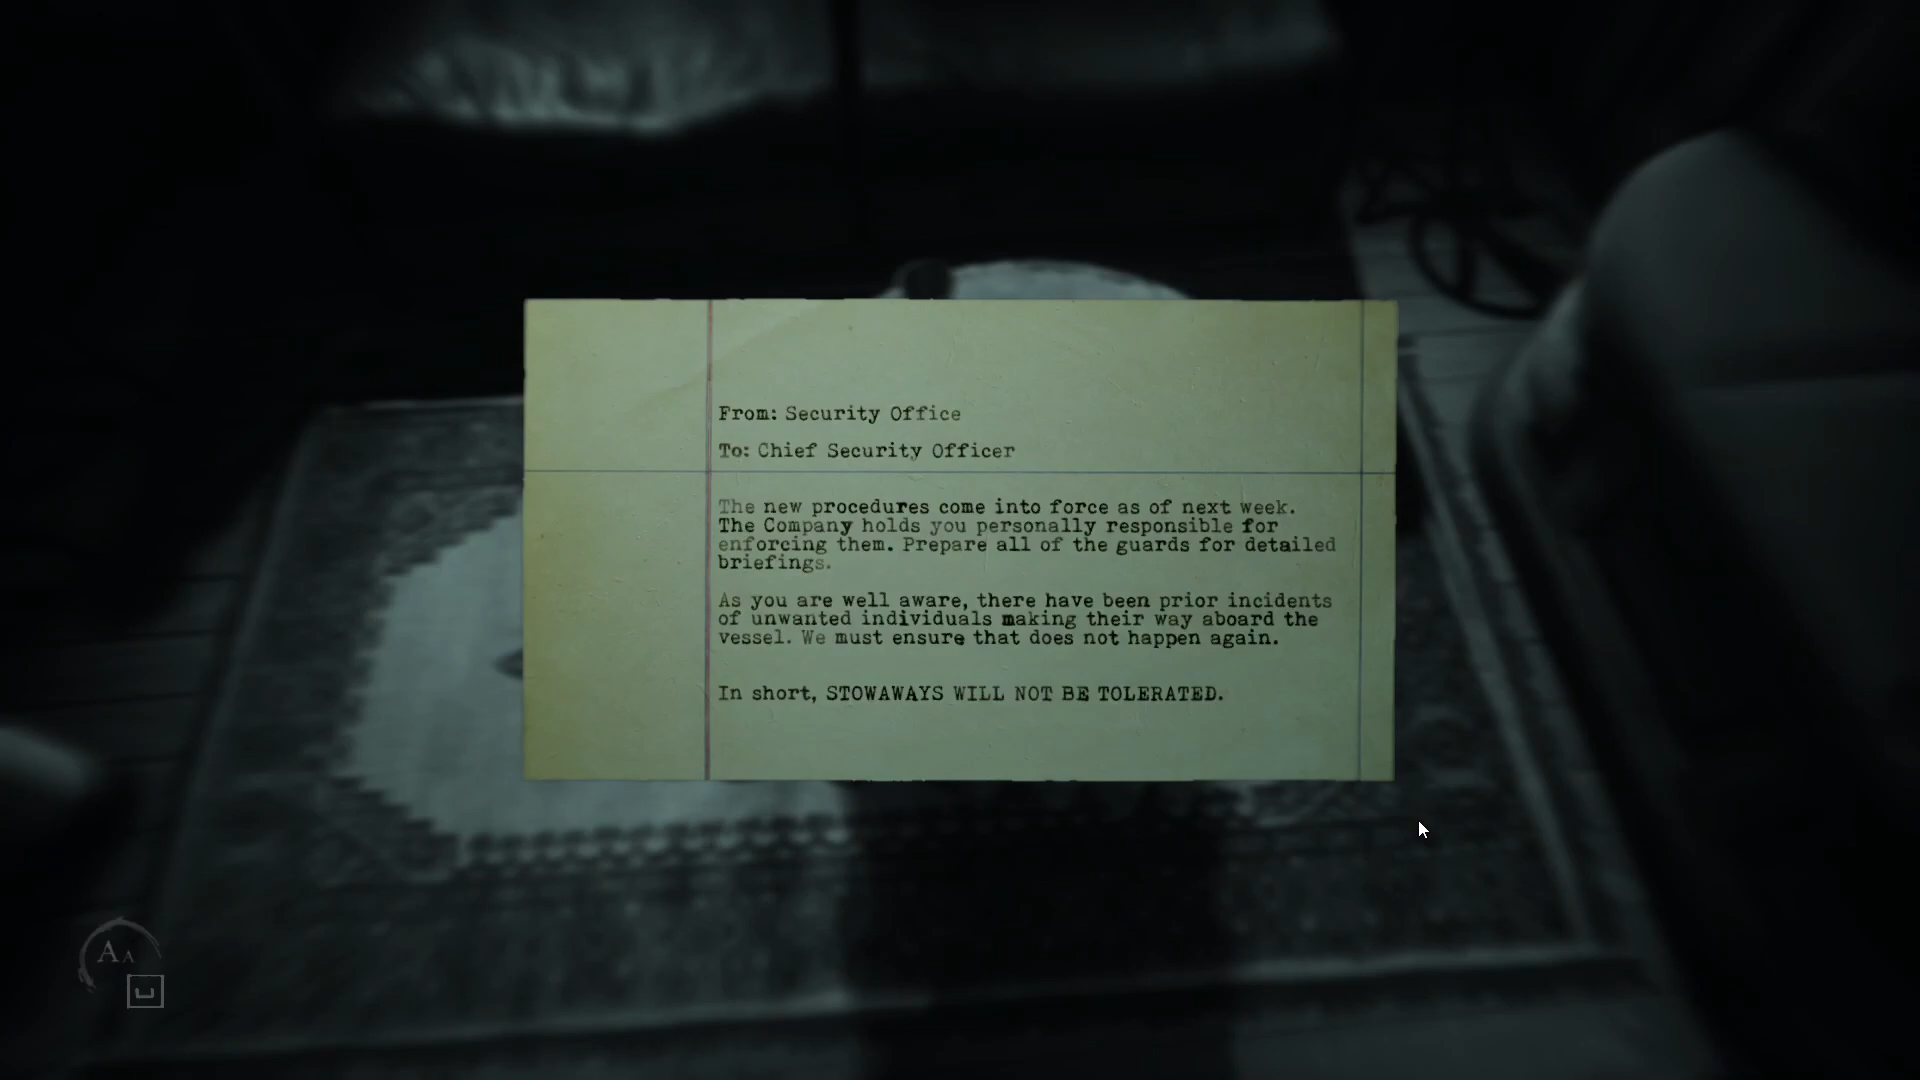 From: Security Office
To: Chief Security Officer
The new procedures come into force as of next week.
The Company holds you personally responsible for
enforcing them. Prepare all of the guards for detailed
briefings.
As you are well aware, there have been prior incidents
of unwanted individuals making their way aboard the
vessel. We must ensure that does not happen again.
In short, STOWAWAYS WILL NOT BE TOLERATED.
AA